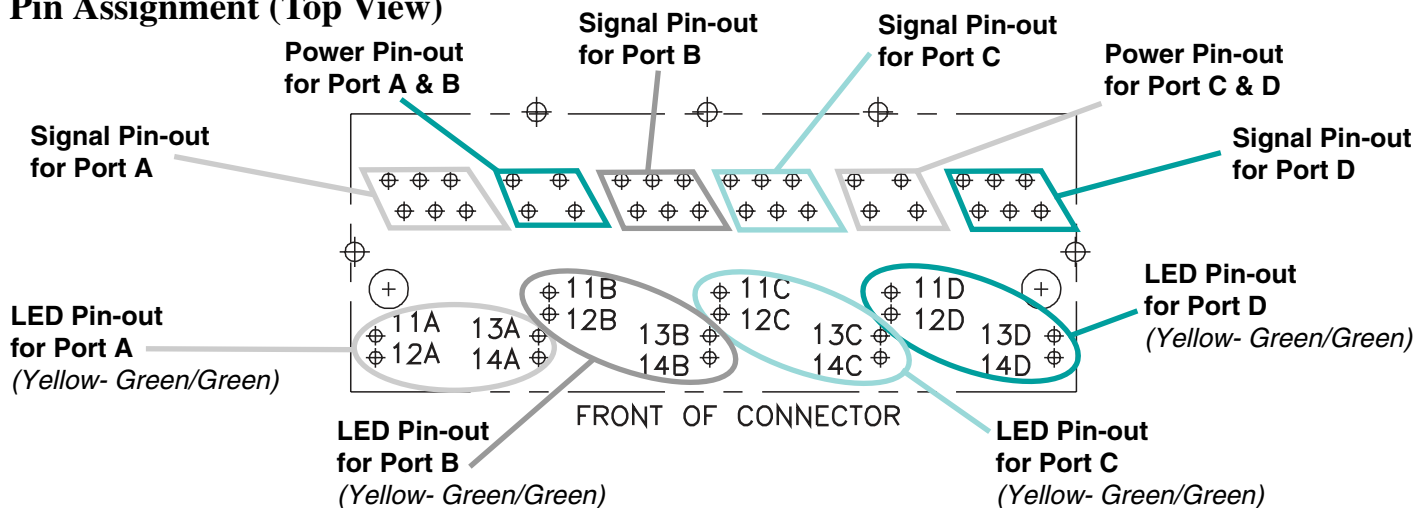 Pin Assignment (Top View)
Signal Pin-out
for Port B
Signal Pin-out
for Port C
Power Pin-out
for Port A & B
Power Pin-out
for Port C & D
Signal Pin-out
for Port A
Signal Pin-out
for Port D
LED Pin-out
for Port A
(Yellow- Green/Green)
11A 13A
12A 14A
11B
12B
13B
14B
11C
12C
13C
14C
11D
12D
13D
14D
LED Pin-out
for Port D
(Yellow- Green/Green)
FRONT OF CONNECTOR
LED Pin-out
for Port B
(Yellow- Green/Green)
LED Pin-out
for Port C
(Yellow- Green/Green)